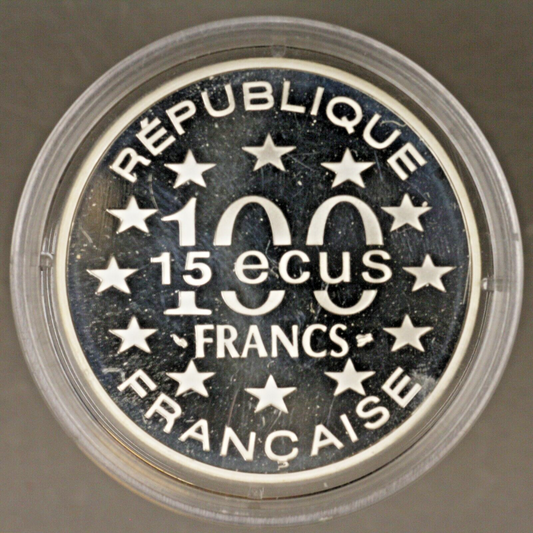 RÉPUBLIQUE
100
15 ecus
FRANCS
FRANÇAISE